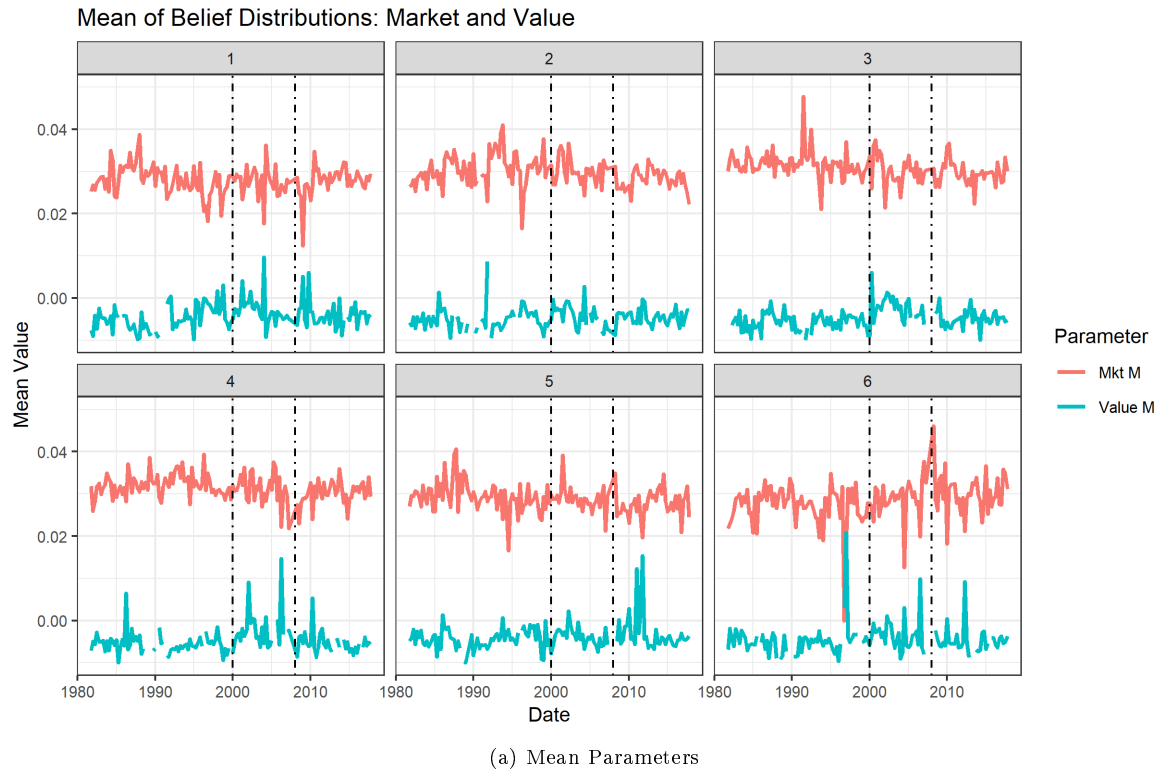 Mean of Belief Distributions: Market and Value
1 2 3
0.04
0.02
0.00
4 5 6
0.04
0.02
0.00
1980 1990 2000 2010 1980 1990 2000 2010 1980 1990 2000 2010
Date
Mean Value
Parameter
Mkt M
Value M
(a) Mean Parameters